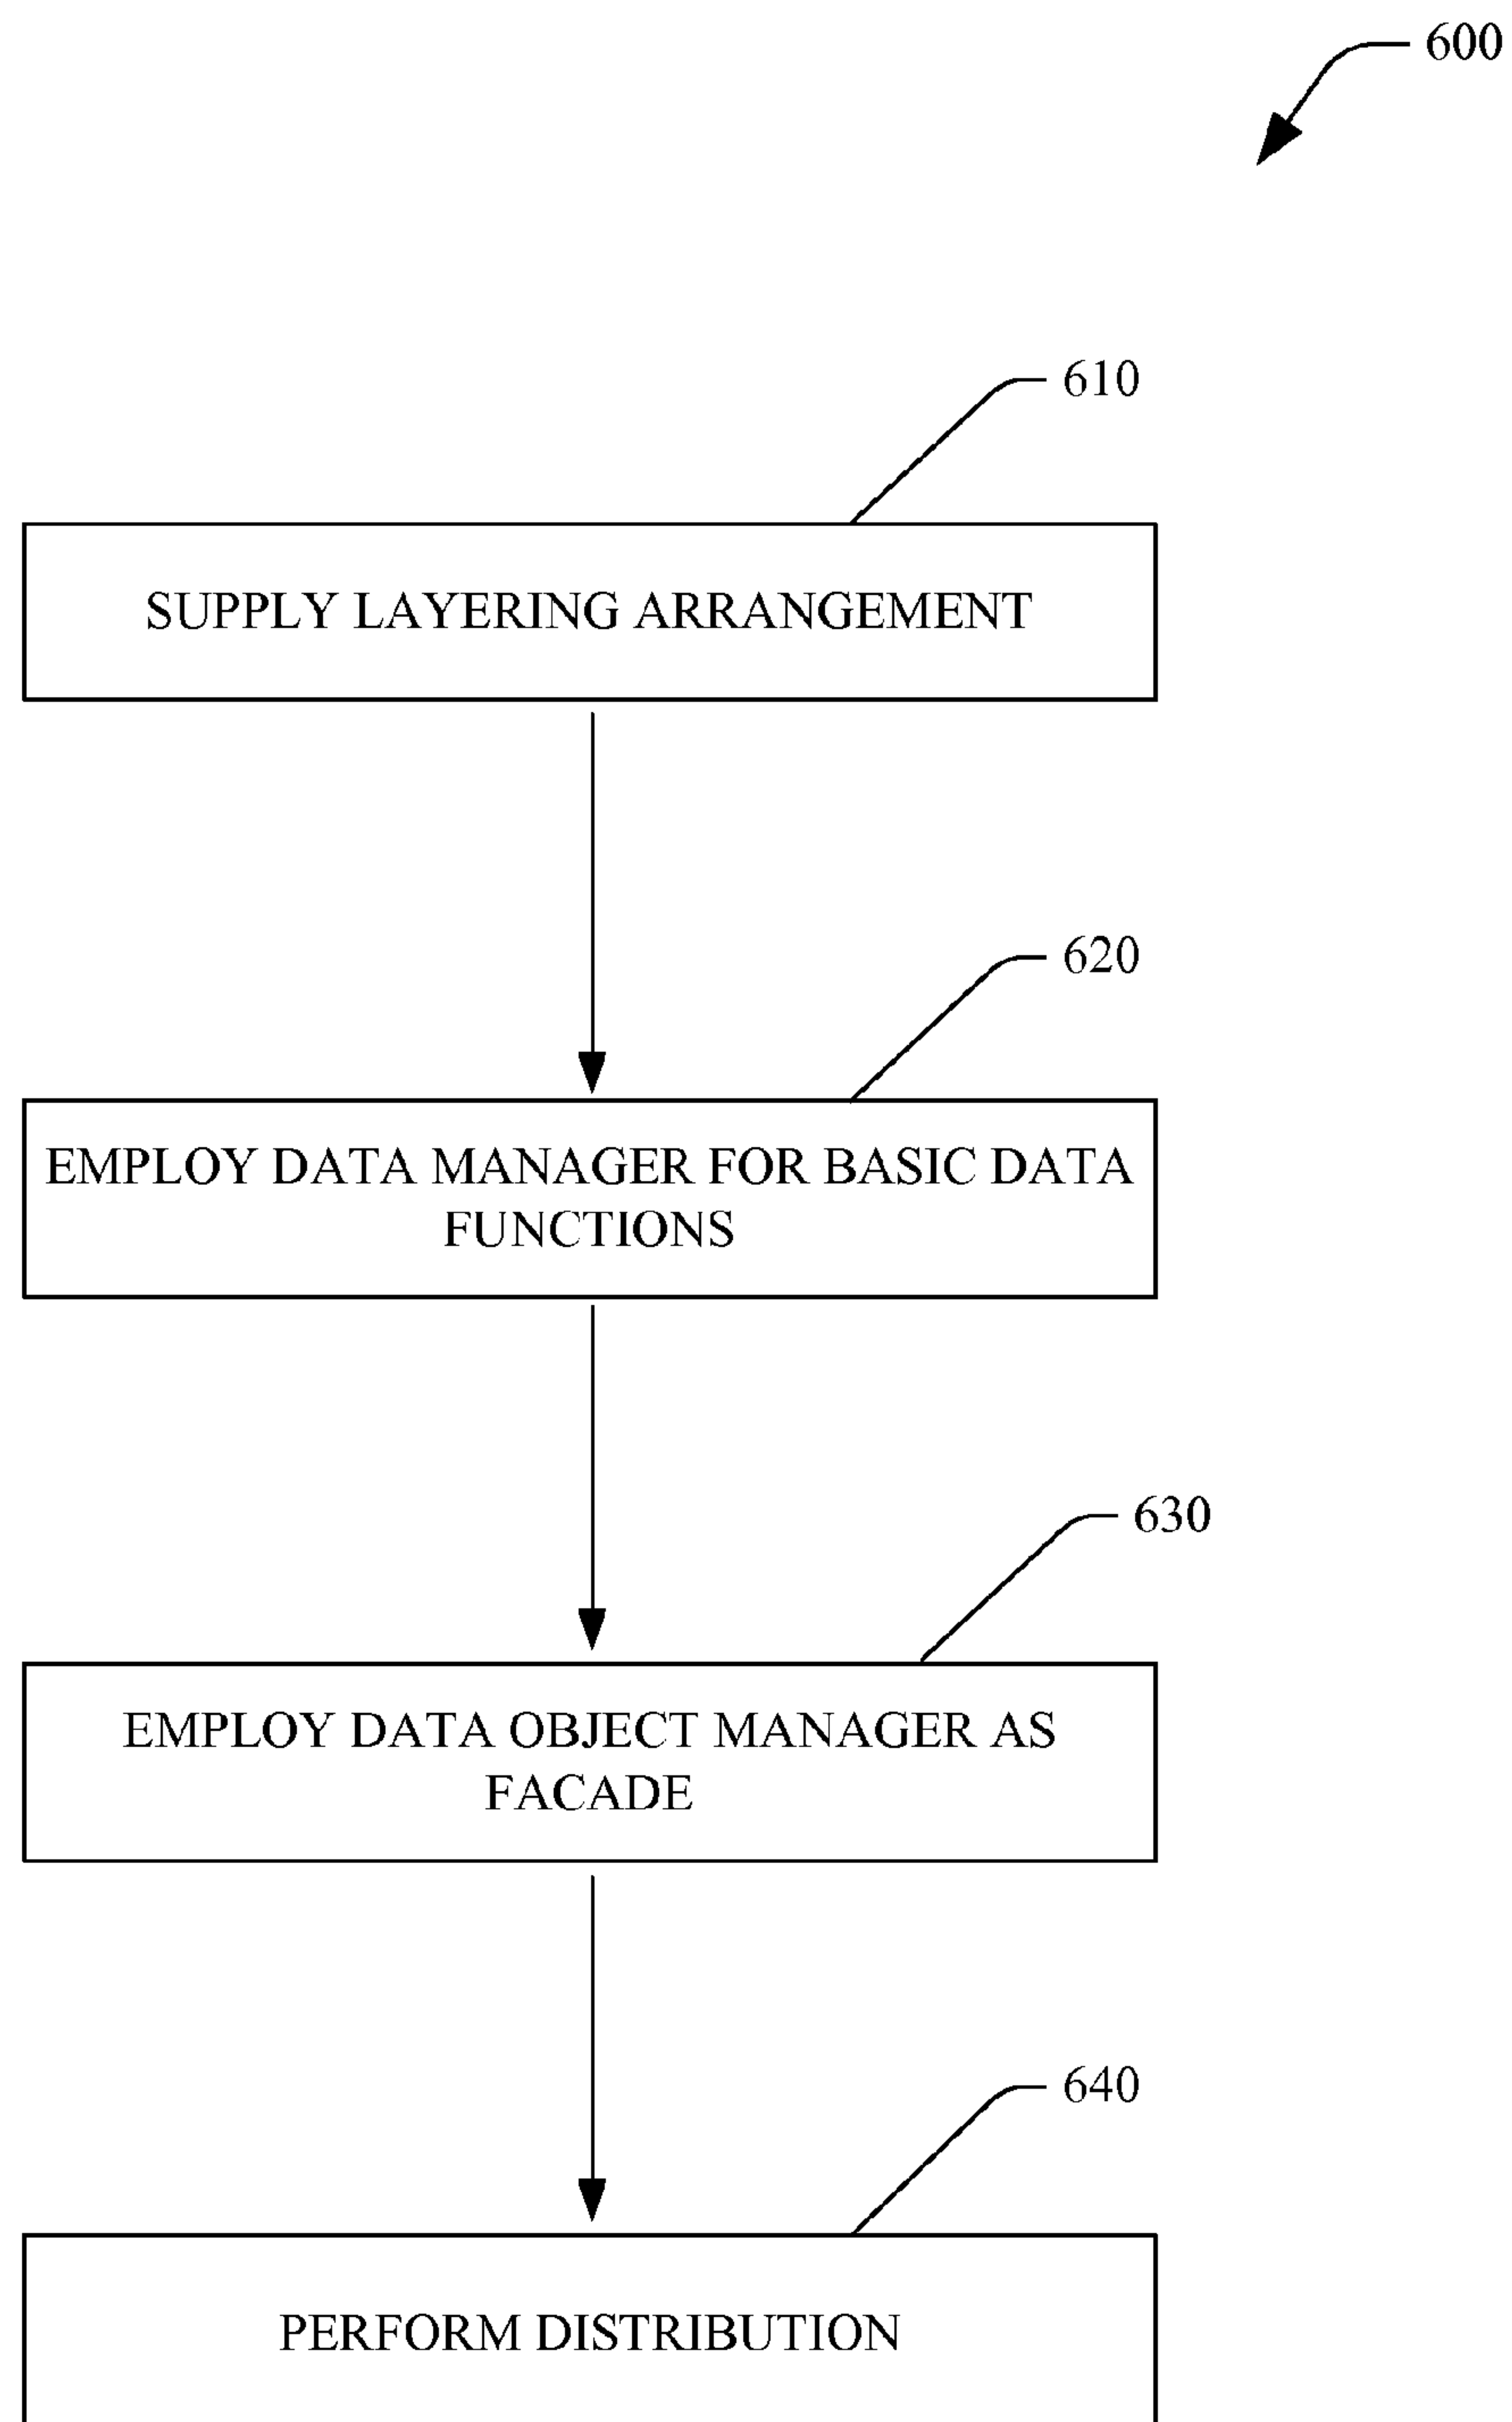 600
610
SUPPLY LAYERING ARRANGEMENT
620
EMPLOY DATA MANAGER FOR BASIC DATA
FUNCTIONS
630
EMPLOY DATA OBJECT MANAGER AS
FACADE
640
PERFORM DISTRIBUTION